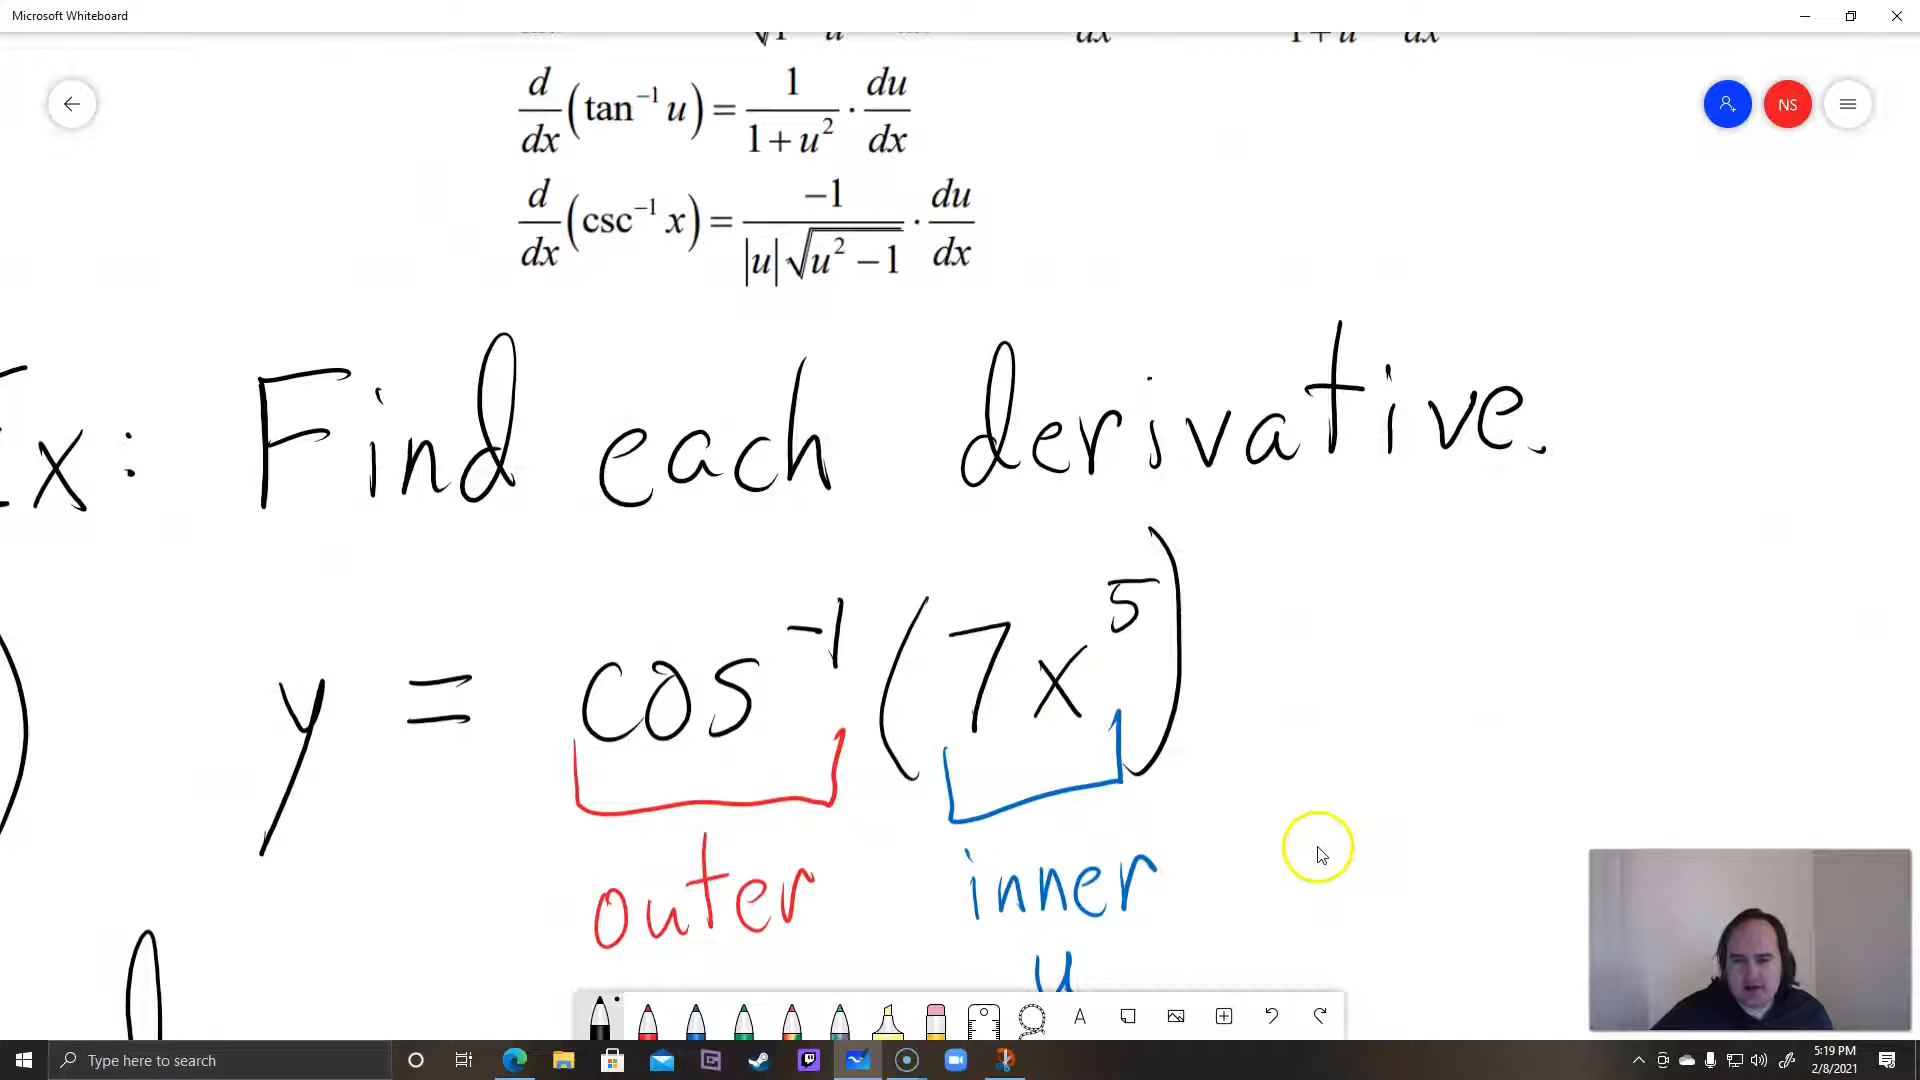 Microsoft Whiteboard
d/dx (tan⁻¹ u) = 1/(1+u²) · du/dx
NS
d/dx (csc⁻¹ x) = −1/(|u|√(u²−1)) · du/dx
Ex: Find each derivative.
y = cos⁻¹(7x⁵)
outer inner
u
A
Type here to search
5:19 PM
2/8/2021